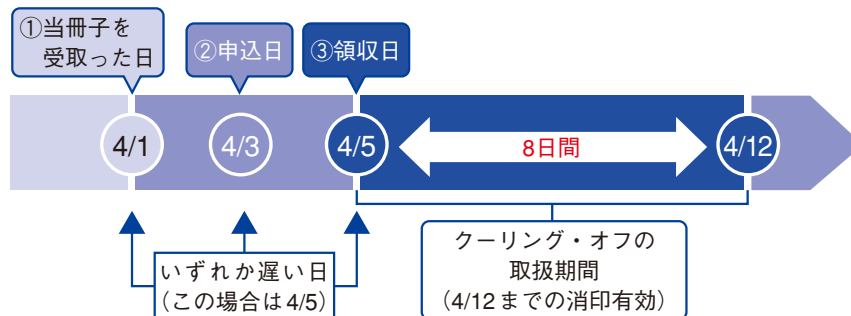 ①当冊子を
受取った日
②申込日
③領収日
4/1
4/3
4/5
8日間
4/12
いずれか遅い日
(この場合は4/5)
クーリング・オフの
取扱期間
(4/12までの消印有効)